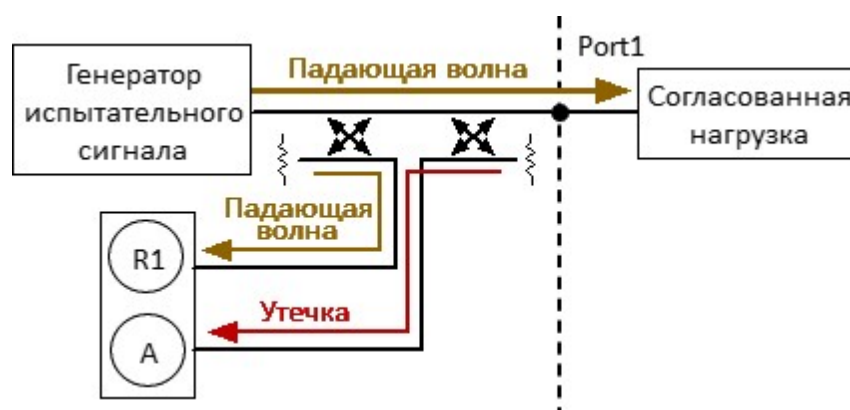 Port1
Генератор
испытательного
сигнала
Падающая волна
Согласованная
нагрузка
Падающая
волна
R1
Утечка
A